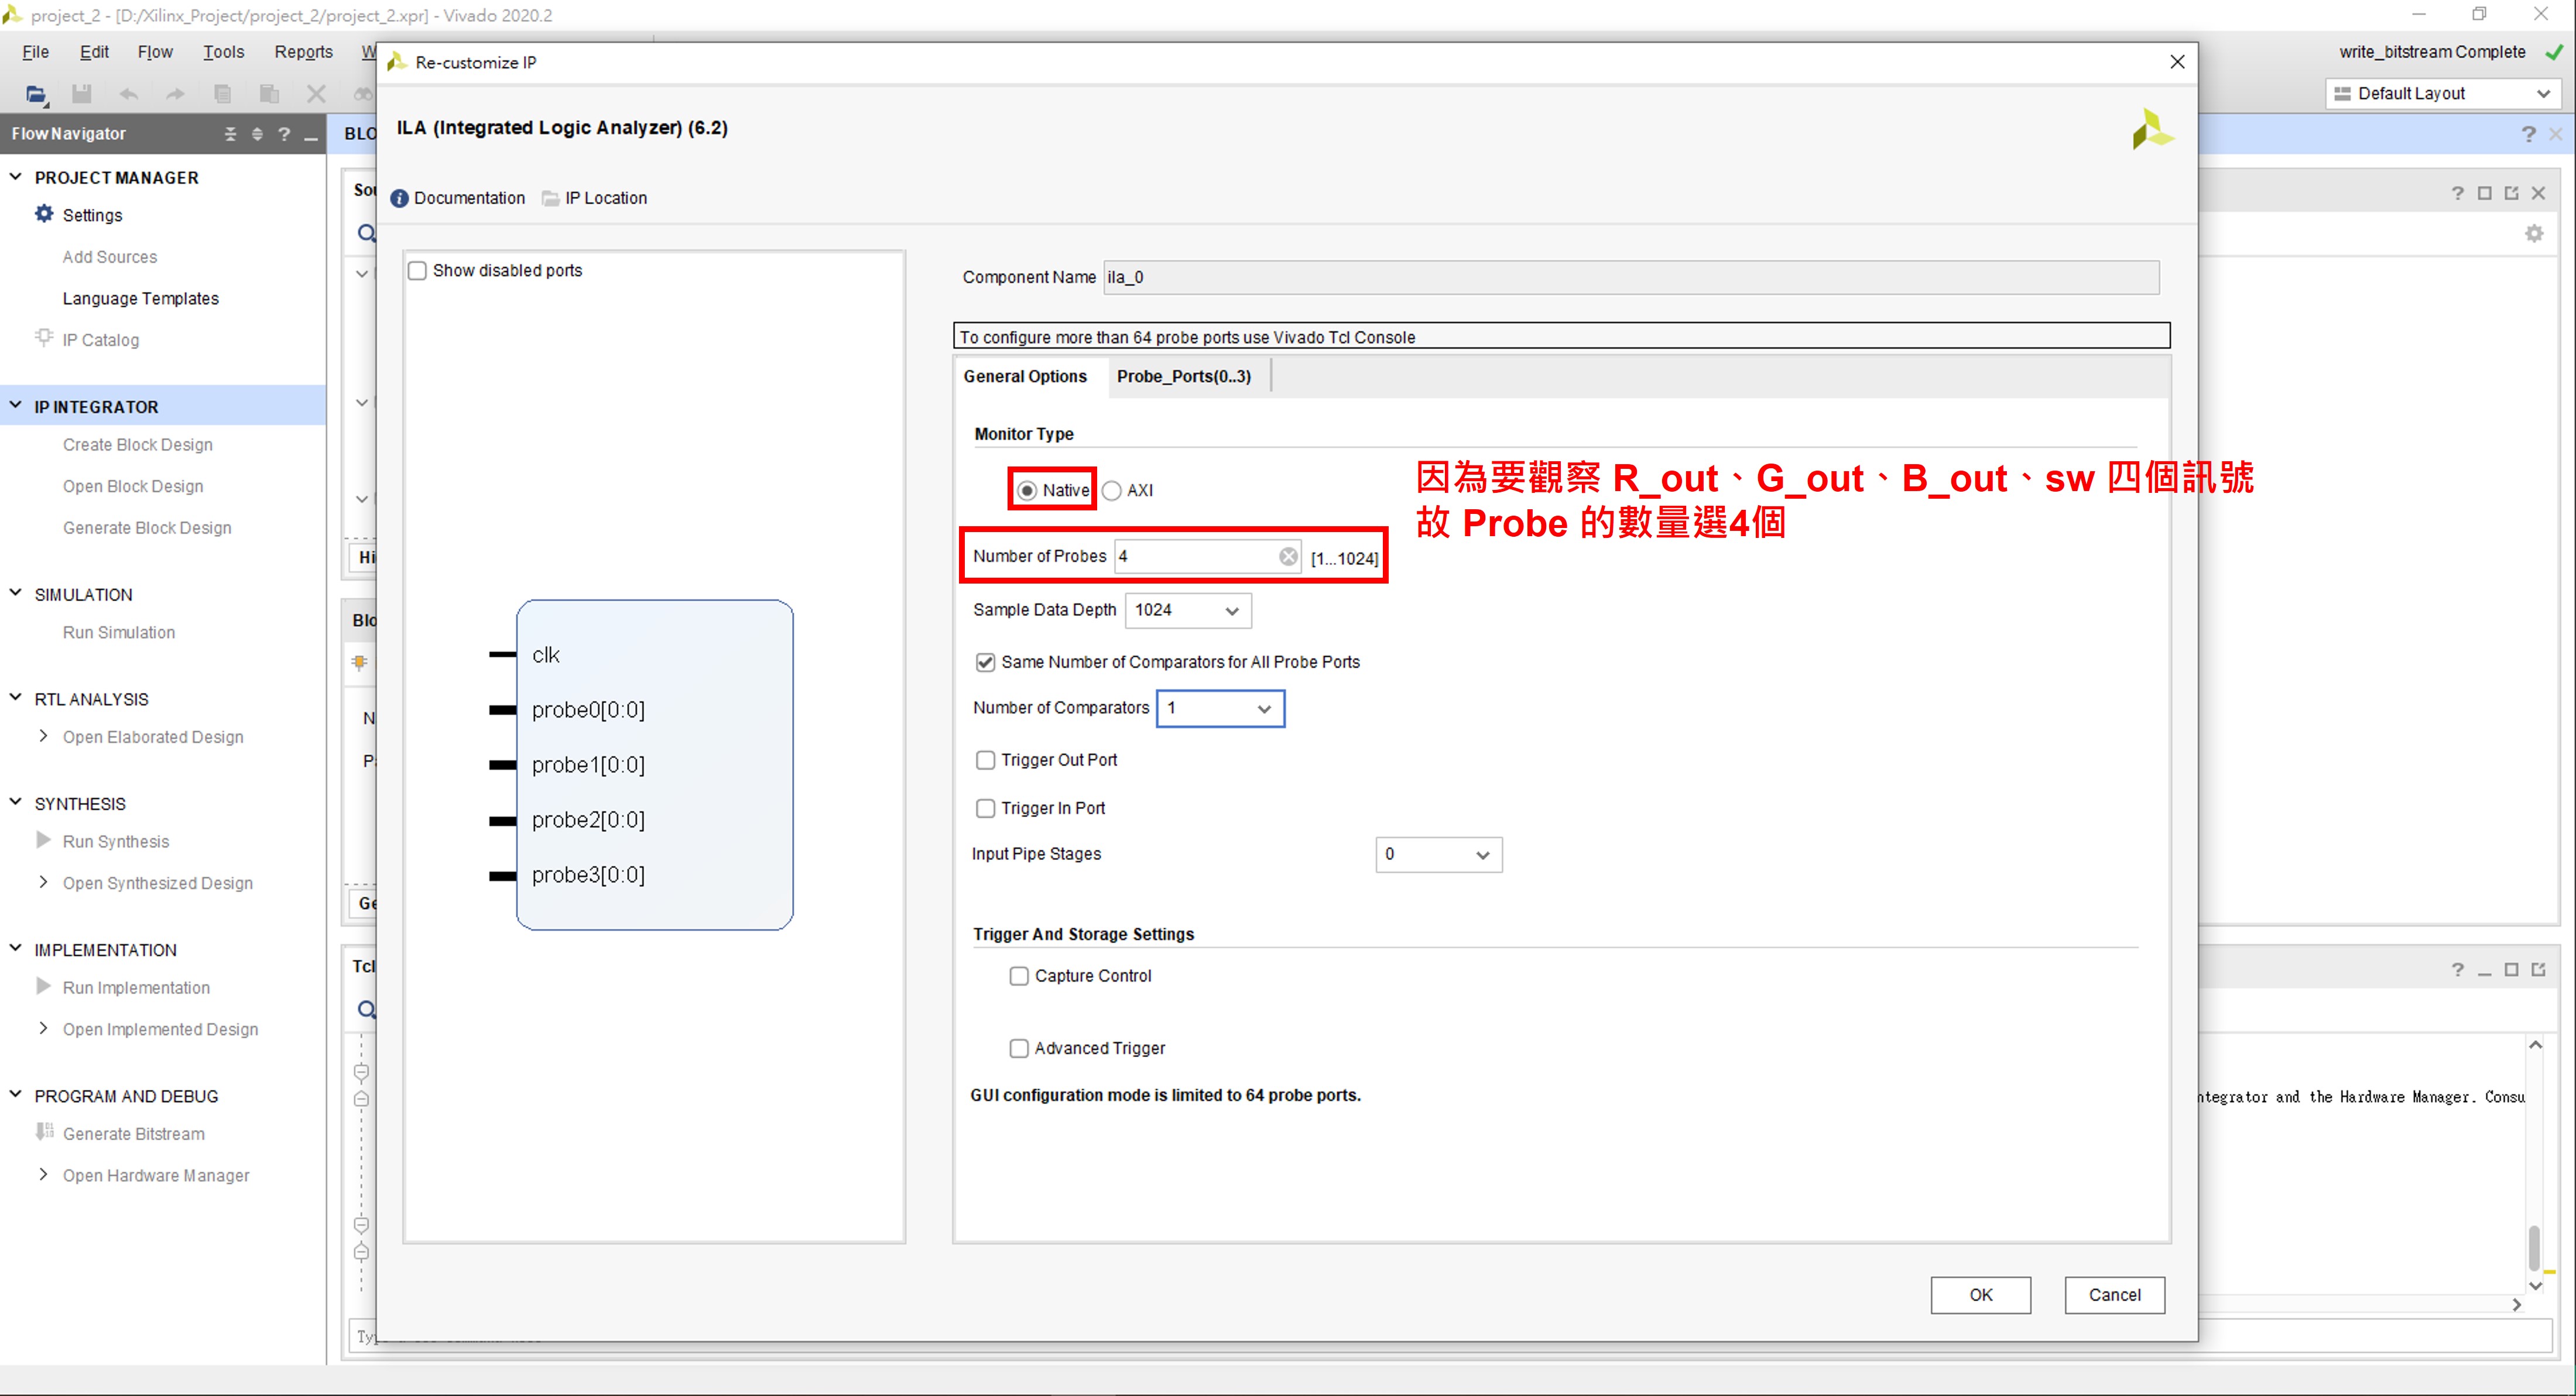 project_2 - [D:/Xilinx_Project/project_2/project_2.xpr] - Vivado 2020.2
File Edit Flow Tools Reports
write_bitstream Complete
Default Layout
Flow Navigator
PROJECT MANAGER
Settings
Add Sources
Language Templates
IP Catalog
IP INTEGRATOR
Create Block Design
Open Block Design
Generate Block Design
SIMULATION
Run Simulation
RTL ANALYSIS
Open Elaborated Design
SYNTHESIS
Run Synthesis
Open Synthesized Design
IMPLEMENTATION
Run Implementation
Open Implemented Design
PROGRAM AND DEBUG
Generate Bitstream
Open Hardware Manager
Re-customize IP
ILA (Integrated Logic Analyzer) (6.2)
Documentation IP Location
Show disabled ports
clk
probe0[0:0]
probe1[0:0]
probe2[0:0]
probe3[0:0]
Component Name ila_0
To configure more than 64 probe ports use Vivado Tcl Console
General Options Probe_Ports(0..3)
Monitor Type
Native AXI
因為要觀察 R_out、G_out、B_out、sw 四個訊號
故 Probe 的數量選4個
Number of Probes 4 [1...1024]
Sample Data Depth 1024
Same Number of Comparators for All Probe Ports
Number of Comparators 1
Trigger Out Port
Trigger In Port
Input Pipe Stages 0
Trigger And Storage Settings
Capture Control
Advanced Trigger
GUI configuration mode is limited to 64 probe ports.
OK Cancel
Tcl
ntegrator and the Hardware Manager. Consu